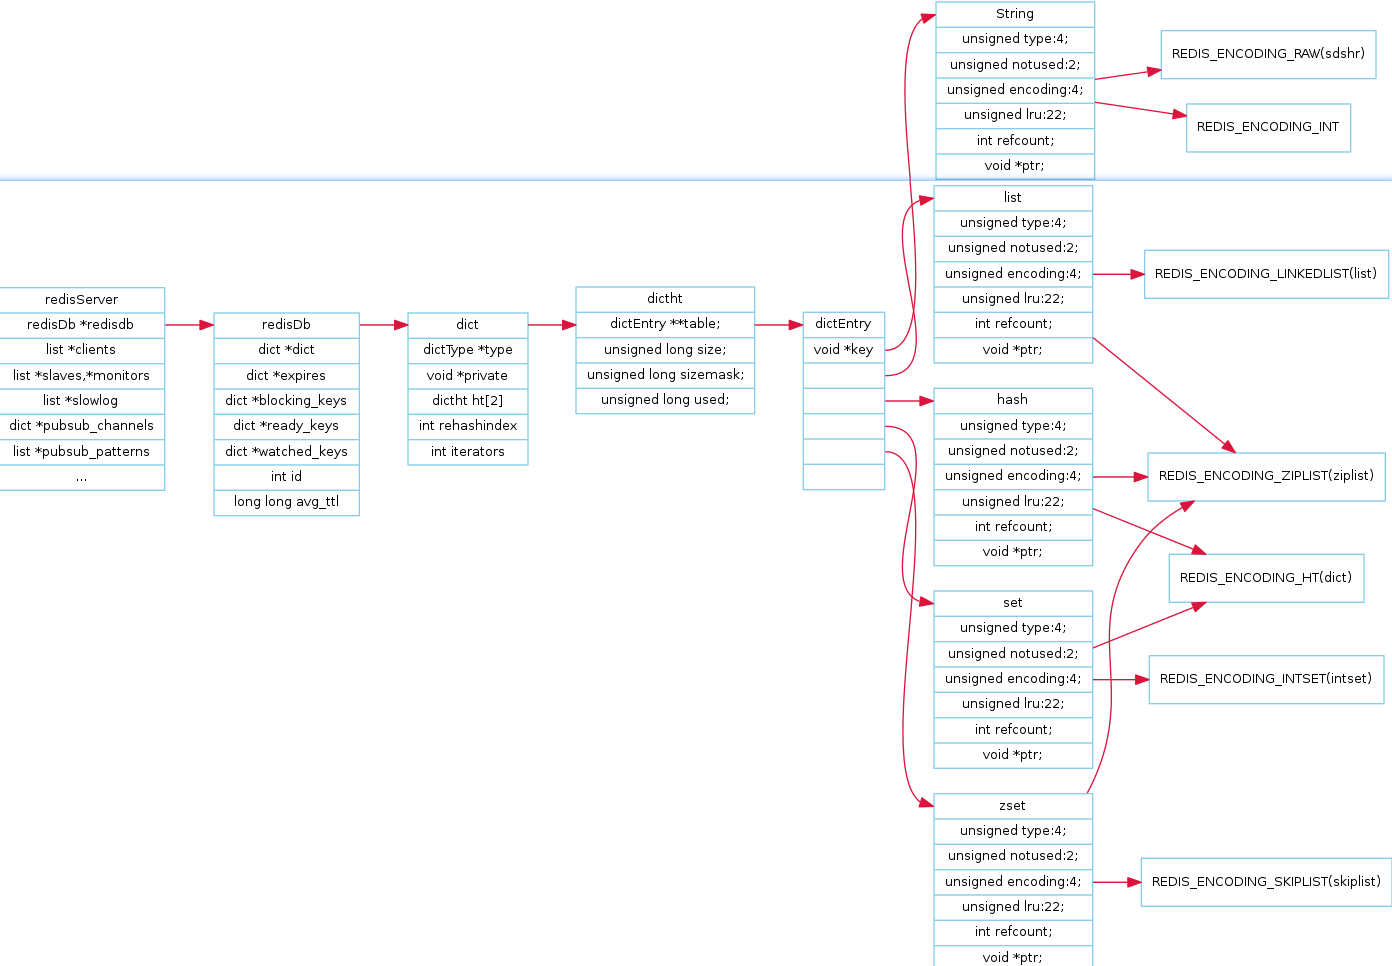 redisServer
redisDb *redisdb
list *clients
list *slaves,*monitors
list *slowlog
dict *pubsub_channels
list *pubsub_patterns
...
redisDb
dict *dict
dict *expires
dict *blocking_keys
dict *ready_keys
dict *watched_keys
int id
long long avg_ttl
dict
dictType *type
void *private
dictht ht[2]
int rehashindex
int iterators
dictht
dictEntry **table;
unsigned long size;
unsigned long sizemask;
unsigned long used;
dictEntry
void *key
String
unsigned type:4;
unsigned notused:2;
unsigned encoding:4;
unsigned lru:22;
int refcount;
void *ptr;
list
unsigned type:4;
unsigned notused:2;
unsigned encoding:4;
unsigned lru:22;
int refcount;
void *ptr;
hash
unsigned type:4;
unsigned notused:2;
unsigned encoding:4;
unsigned lru:22;
int refcount;
void *ptr;
set
unsigned type:4;
unsigned notused:2;
unsigned encoding:4;
unsigned lru:22;
int refcount;
void *ptr;
zset
unsigned type:4;
unsigned notused:2;
unsigned encoding:4;
unsigned lru:22;
int refcount;
void *ptr;
REDIS_ENCODING_RAW(sdshr)
REDIS_ENCODING_INT
REDIS_ENCODING_LINKEDLIST(list)
REDIS_ENCODING_ZIPLIST(ziplist)
REDIS_ENCODING_HT(dict)
REDIS_ENCODING_INTSET(intset)
REDIS_ENCODING_SKIPLIST(skiplist)